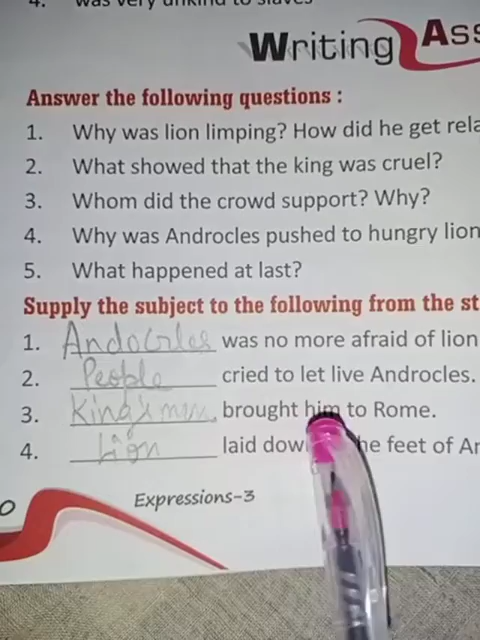 4. was very unkind to slaves
Writing Ass
Answer the following questions :
1. Why was lion limping? How did he get rela
2. What showed that the king was cruel?
3. Whom did the crowd support? Why?
4. Why was Androcles pushed to hungry lion
5. What happened at last?
Supply the subject to the following from the st
1. Andocrles was no more afraid of lion
2. People cried to let live Androcles.
3. King's men brought him to Rome.
4. Lion laid dow he feet of Ar
Expressions-3